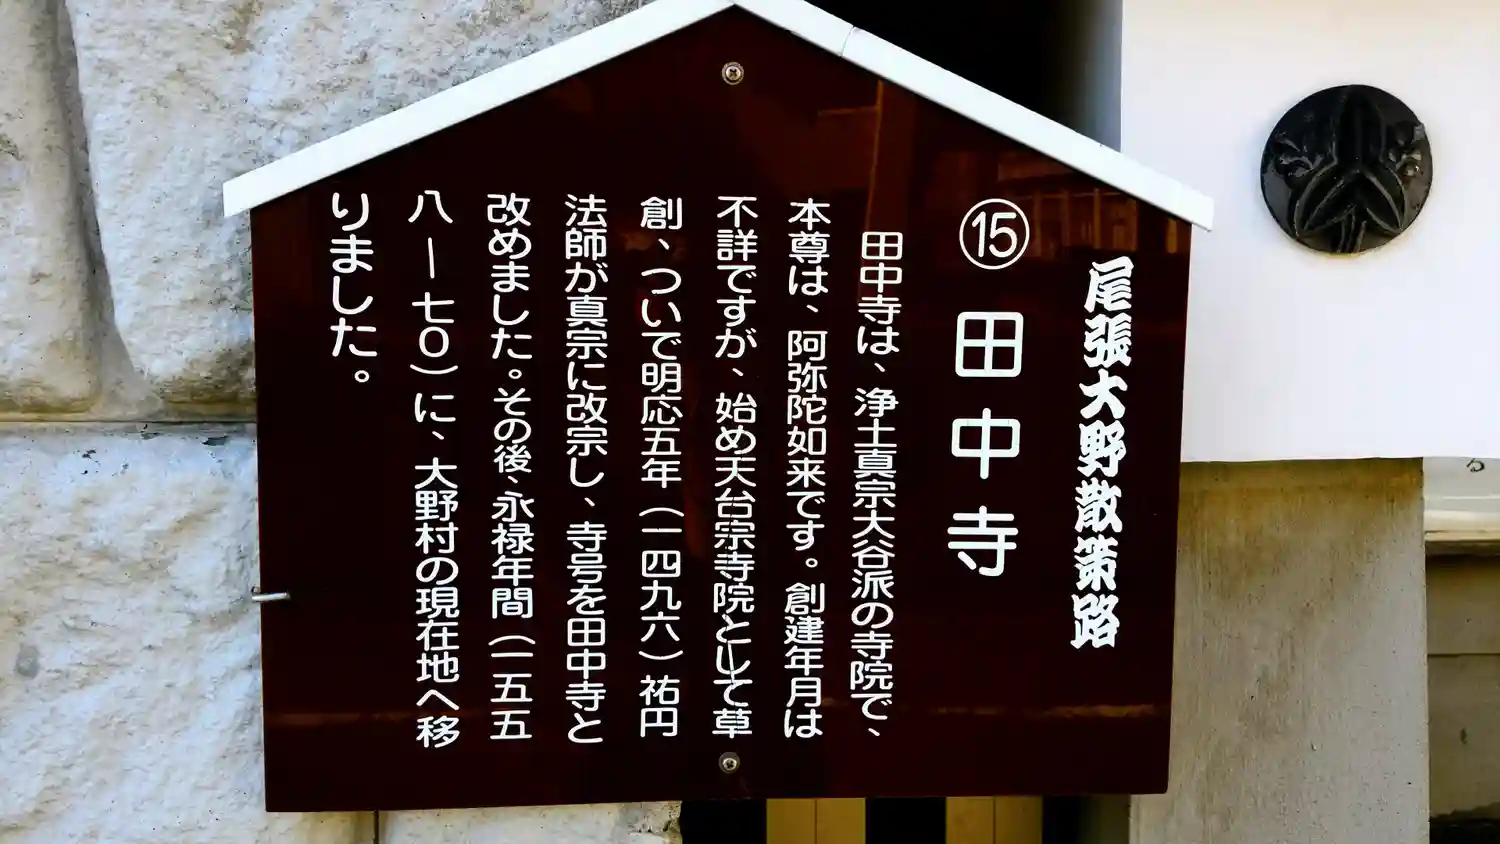 尾張大野散策路
⑮ 田中寺
田中寺は、浄土真宗大谷派の寺院で、
本尊は、阿弥陀如来です。創建年月は
不詳ですが、始め天台宗寺院として草
創、ついで明応五年（一四九六）祐円
法師が真宗に改宗し、寺号を田中寺と
改めました。その後、永禄年間（一五五
八ー七〇）に、大野村の現在地へ移
りました。